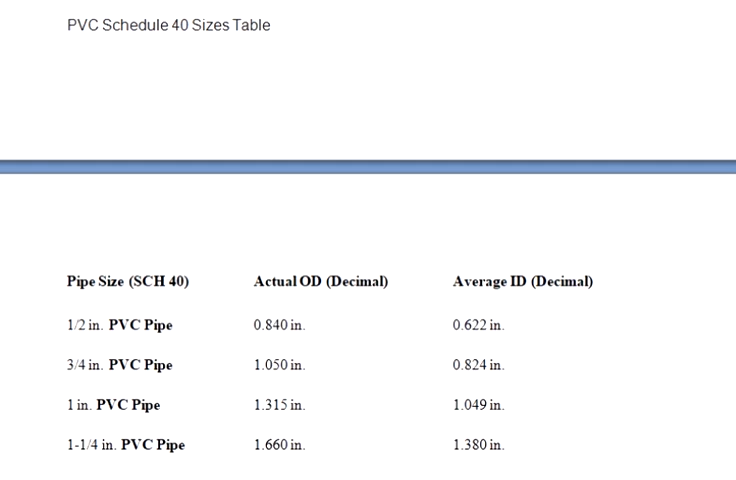 PVC Schedule 40 Sizes Table
Pipe Size (SCH 40) Actual OD (Decimal) Average ID (Decimal)
1/2 in. PVC Pipe 0.840 in. 0.622 in.
3/4 in. PVC Pipe 1.050 in. 0.824 in.
1 in. PVC Pipe 1.315 in. 1.049 in.
1-1/4 in. PVC Pipe 1.660 in. 1.380 in.